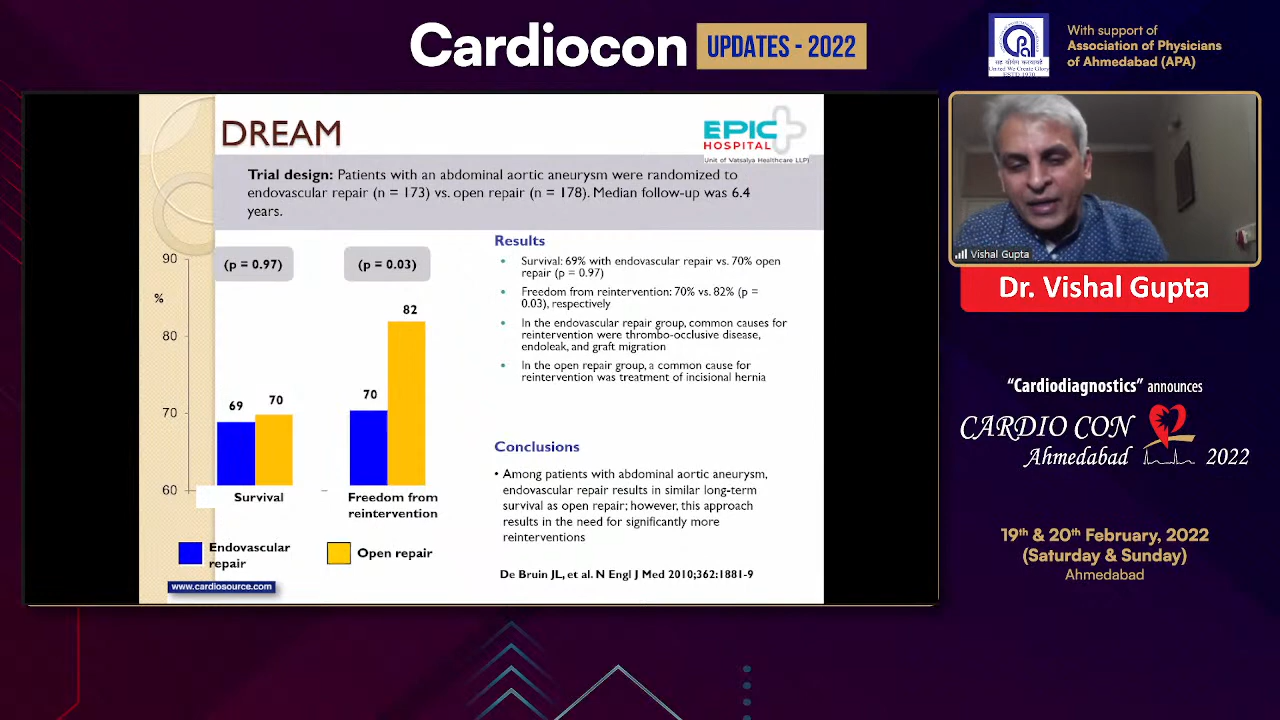 Cardiocon
UPDATES - 2022
With support of
Association of Physicians
of Ahmedabad (APA)
United We Create Glory
ESTD.1970
DREAM
EPIC
HOSPITAL
Unit of Vatsalya Healthcare LLP)
Trial design: Patients with an abdominal aortic aneurysm were randomized to
endovascular repair (n = 173) vs. open repair (n = 178). Median follow-up was 6.4
years.
(p = 0.97)
(p = 0.03)
90
%
80
70
60
69
70
70
82
Survival
Freedom from
reintervention
Endovascular
repair
Open repair
www.cardiosource.com
Results
• Survival: 69% with endovascular repair vs. 70% open
repair (p = 0.97)
• Freedom from reintervention: 70% vs. 82% (p =
0.03), respectively
• In the endovascular repair group, common causes for
reintervention were thrombo-occlusive disease,
endoleak, and graft migration
• In the open repair group, a common cause for
reintervention was treatment of incisional hernia
Conclusions
• Among patients with abdominal aortic aneurysm,
endovascular repair results in similar long-term
survival as open repair; however, this approach
results in the need for significantly more
reinterventions
De Bruin JL, et al. N Engl J Med 2010;362:1881-9
Vishal Gupta
Dr. Vishal Gupta
“Cardiodiagnostics” announces
CARDIO CON
Ahmedabad 2022
19th & 20th February, 2022
(Saturday & Sunday)
Ahmedabad